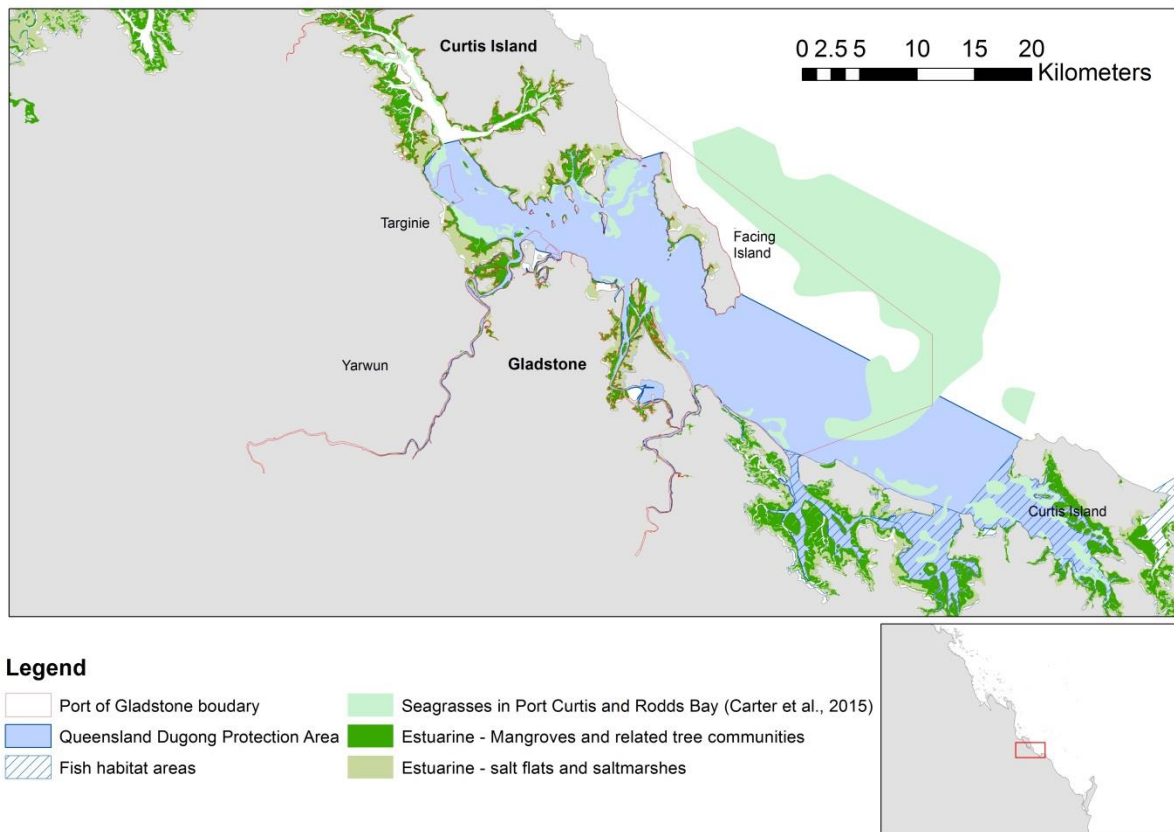 Curtis Island
0 2.5 5 10 15 20
Kilometers
Targinie
Facing
Island
Yarwun
Gladstone
Curtis Island
Legend
Port of Gladstone boudary
Queensland Dugong Protection Area
Fish habitat areas
Seagrasses in Port Curtis and Rodds Bay (Carter et al., 2015)
Estuarine - Mangroves and related tree communities
Estuarine - salt flats and saltmarshes